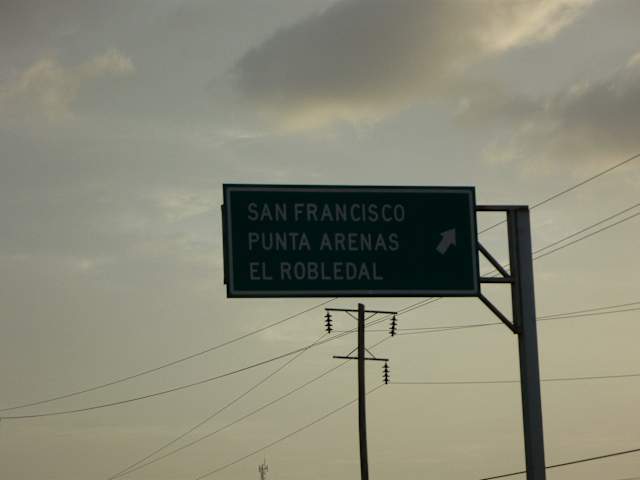 SAN FRANCISCO
PUNTA ARENAS
EL ROBLEDAL